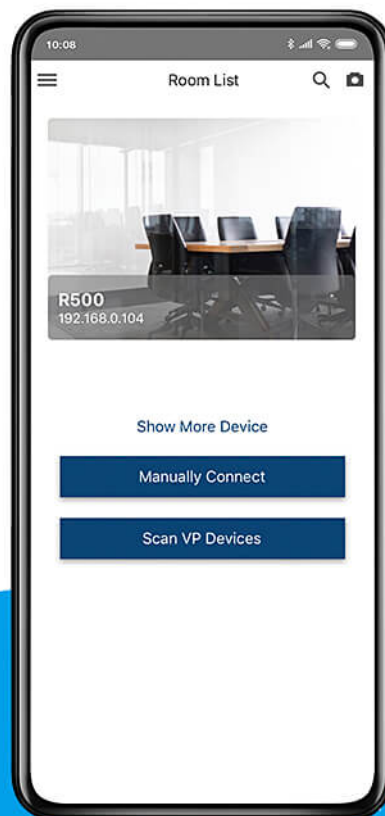 10:08
Room List
R500
192.168.0.104
Show More Device
Manually Connect
Scan VP Devices